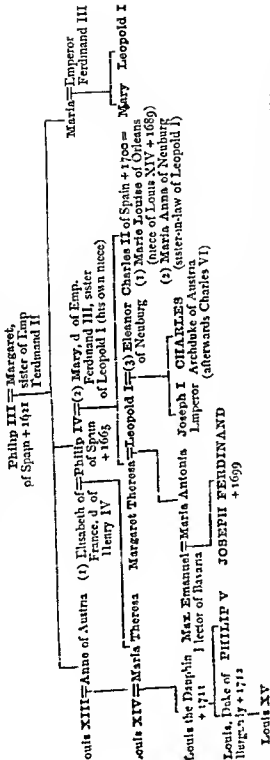 Philip III = Margaret,
of Spain + 1621 sister of Emp
Ferdinand II
Louis XIII = Anne of Austria (1) Elisabeth of = Philip IV = (2) Mary, d of Emp. Maria = Emperor
France, d of of Spain Ferdinand III, sister Ferdinand III
Henry IV + 1665 of Leopold I (his own niece)
Louis XIV = Maria Theresa Margaret Theresa = Leopold I = (3) Eleanor Charles II of Spain + 1700 = Mary Leopold I
of Neuburg (1) Marie Louise of Orleans
(niece of Louis XIV + 1689)
(2) Maria Anna of Neuburg
(sister-in-law of Leopold I)
Louis the Dauphin Max. Emanuel = Maria Antonia Joseph I CHARLES
+ 1711 Elector of Bavaria Emperor Archduke of Austria
(afterwards Charles VI)
Louis, Duke of PHILIP V JOSEPH FERDINAND
Burgundy + 1712 + 1699
Louis XV